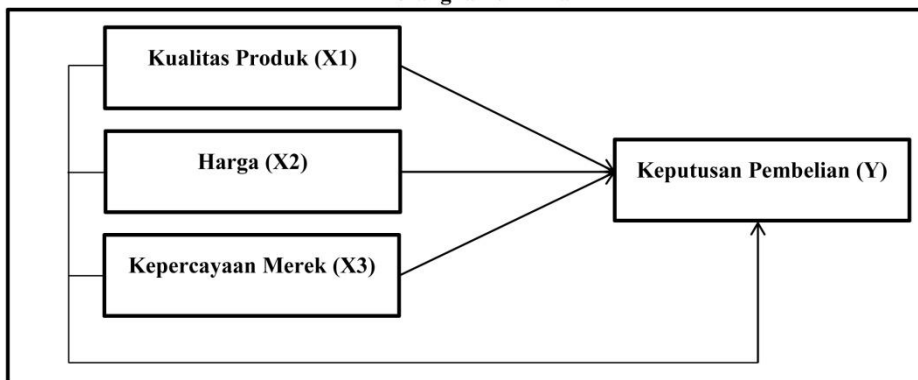 Kualitas Produk (X1)
Harga (X2)
Keputusan Pembelian (Y)
Kepercayaan Merek (X3)